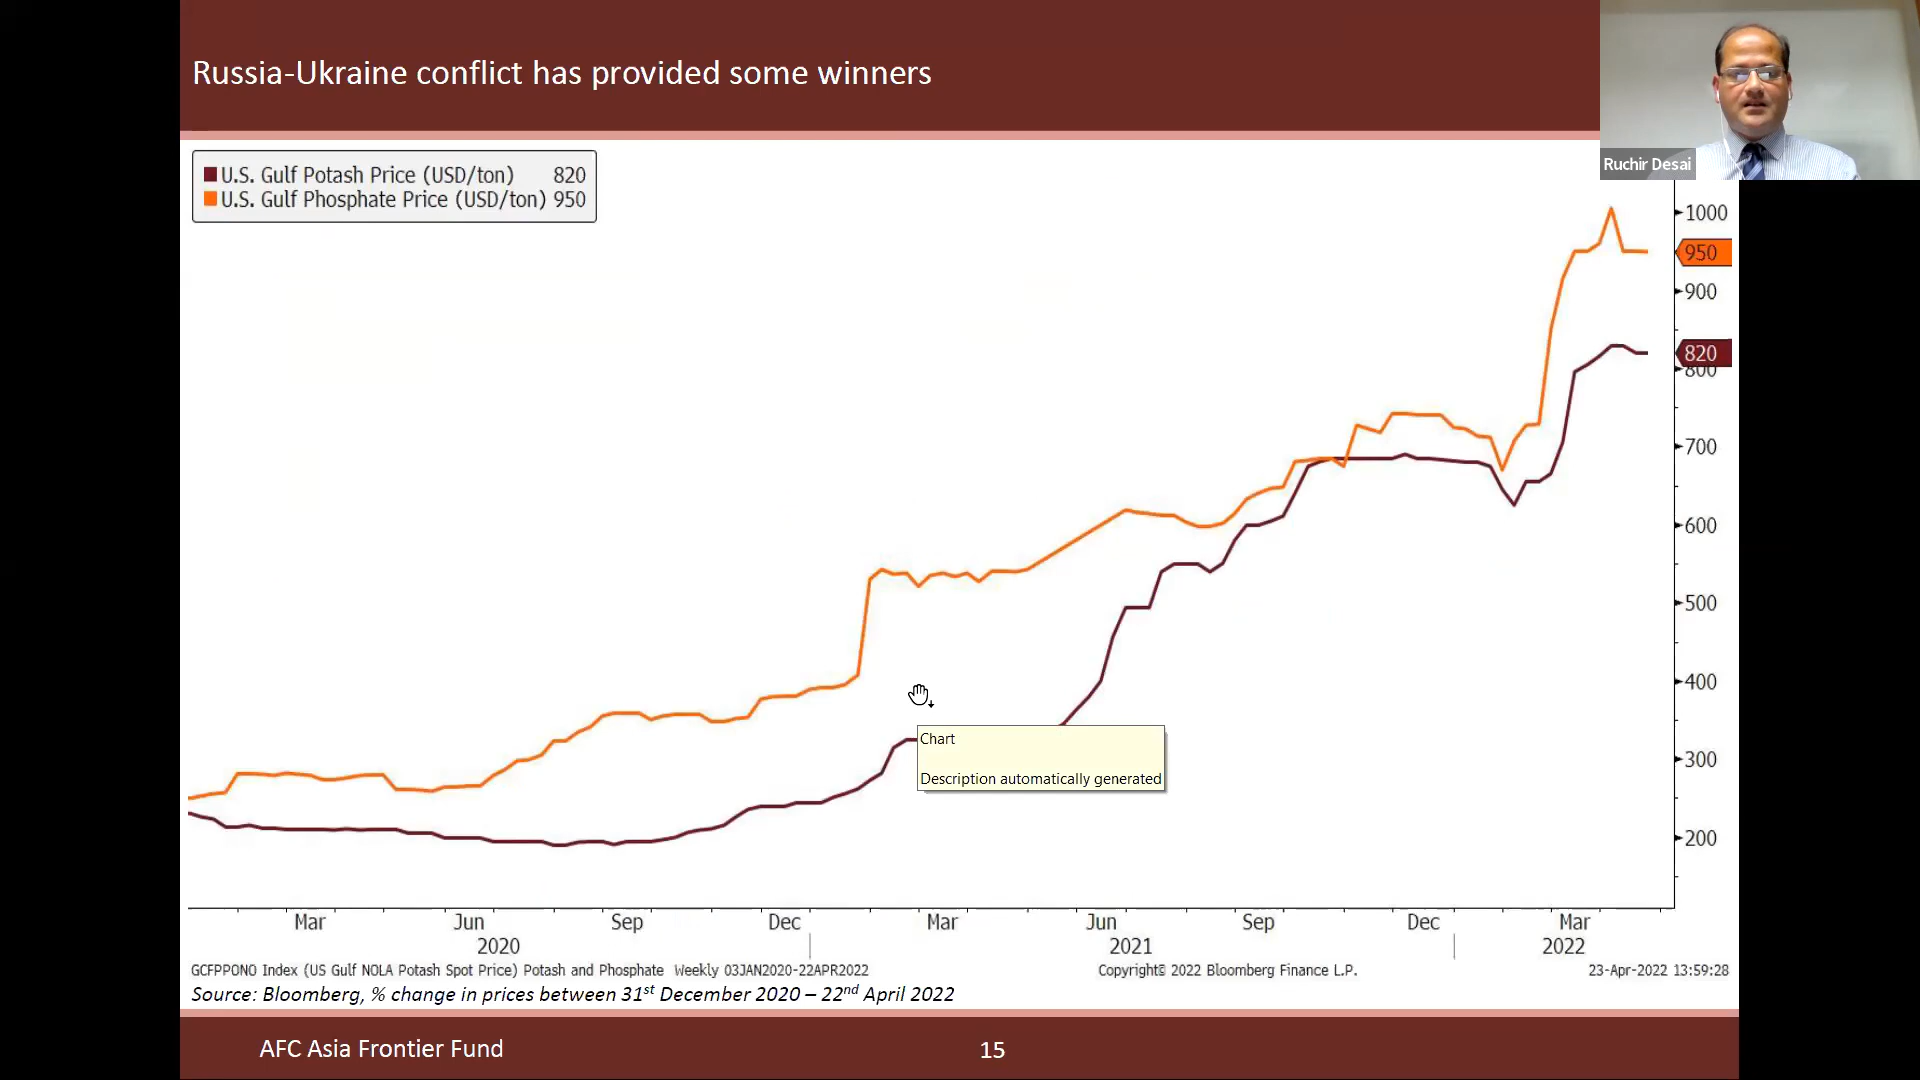 Russia-Ukraine conflict has provided some winners
Ruchir Desai
U.S. Gulf Potash Price (USD/ton) 820
U.S. Gulf Phosphate Price (USD/ton) 950
1000
950
900
820
800
700
600
500
400
300
200
Chart
Description automatically generated
Mar Jun Sep Dec Mar Jun Sep Dec Mar
2020 2021 2022
GCFPPONO Index (US Gulf NOLA Potash Spot Price) Potash and Phosphate Weekly 03JAN2020-22APR2022 Copyright© 2022 Bloomberg Finance L.P. 23-Apr-2022 13:59:28
Source: Bloomberg, % change in prices between 31st December 2020 – 22nd April 2022
AFC Asia Frontier Fund 15